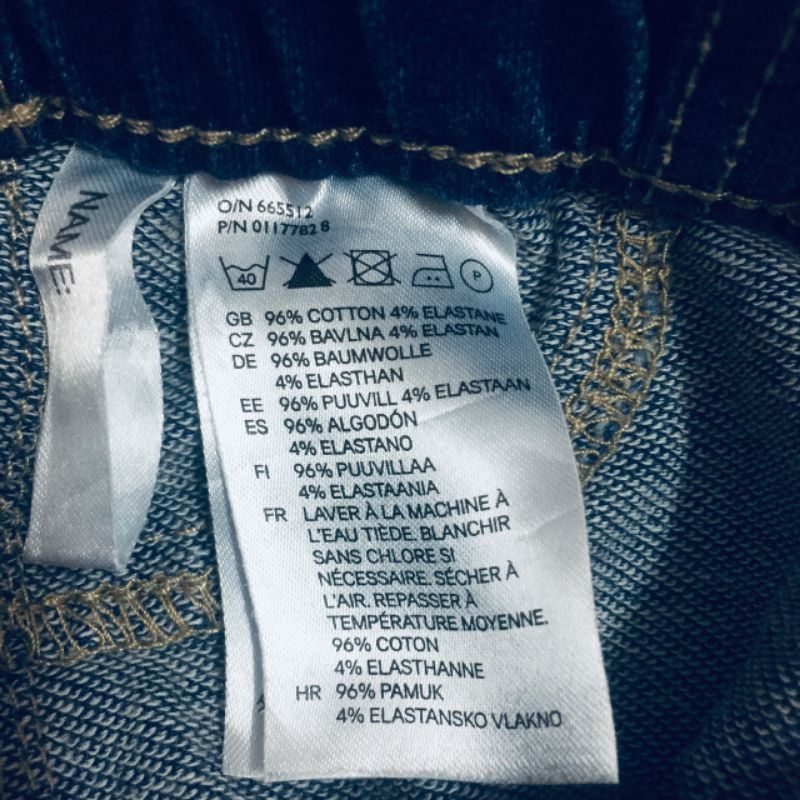 NAME:
O/N 665512
P/N 01177828
40 P
GB 96% COTTON 4% ELASTANE
CZ 96% BAVLNA 4% ELASTAN
DE 96% BAUMWOLLE
4% ELASTHAN
EE 96% PUUVILL 4% ELASTAAN
ES 96% ALGODÓN
4% ELASTANO
FI 96% PUUVILLAA
4% ELASTAANIA
FR LAVER À LA MACHINE À
L'EAU TIÈDE. BLANCHIR
SANS CHLORE SI
NÉCESSAIRE. SÉCHER À
L'AIR. REPASSER À
TEMPÉRATURE MOYENNE.
96% COTON
4% ELASTHANNE
HR 96% PAMUK
4% ELASTANSKO VLAKNO